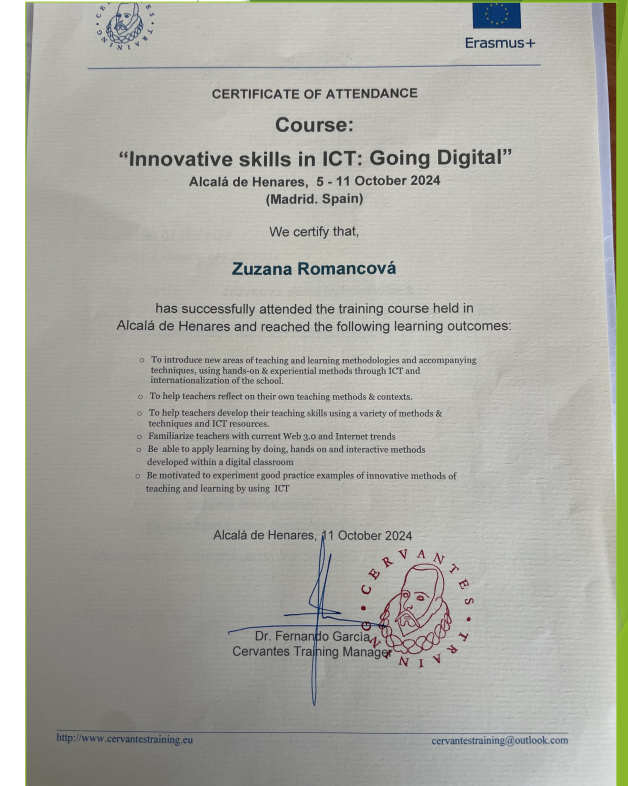 CERVANTES • TRAINING •
Erasmus+
CERTIFICATE OF ATTENDANCE
Course:
“Innovative skills in ICT: Going Digital”
Alcalá de Henares, 5 - 11 October 2024
(Madrid. Spain)
We certify that,
Zuzana Romancová
has successfully attended the training course held in
Alcalá de Henares and reached the following learning outcomes:
o To introduce new areas of teaching and learning methodologies and accompanying
techniques, using hands-on & experiential methods through ICT and
internationalization of the school.
o To help teachers reflect on their own teaching methods & contexts.
o To help teachers develop their teaching skills using a variety of methods &
techniques and ICT resources.
o Familiarize teachers with current Web 3.0 and Internet trends
o Be able to apply learning by doing, hands on and interactive methods
developed within a digital classroom
o Be motivated to experiment good practice examples of innovative methods of
teaching and learning by using ICT
Alcalá de Henares, 11 October 2024
CERVANTES • TRAINING •
Dr. Fernando García
Cervantes Training Manager
http://www.cervantestraining.eu
cervantestraining@outlook.com